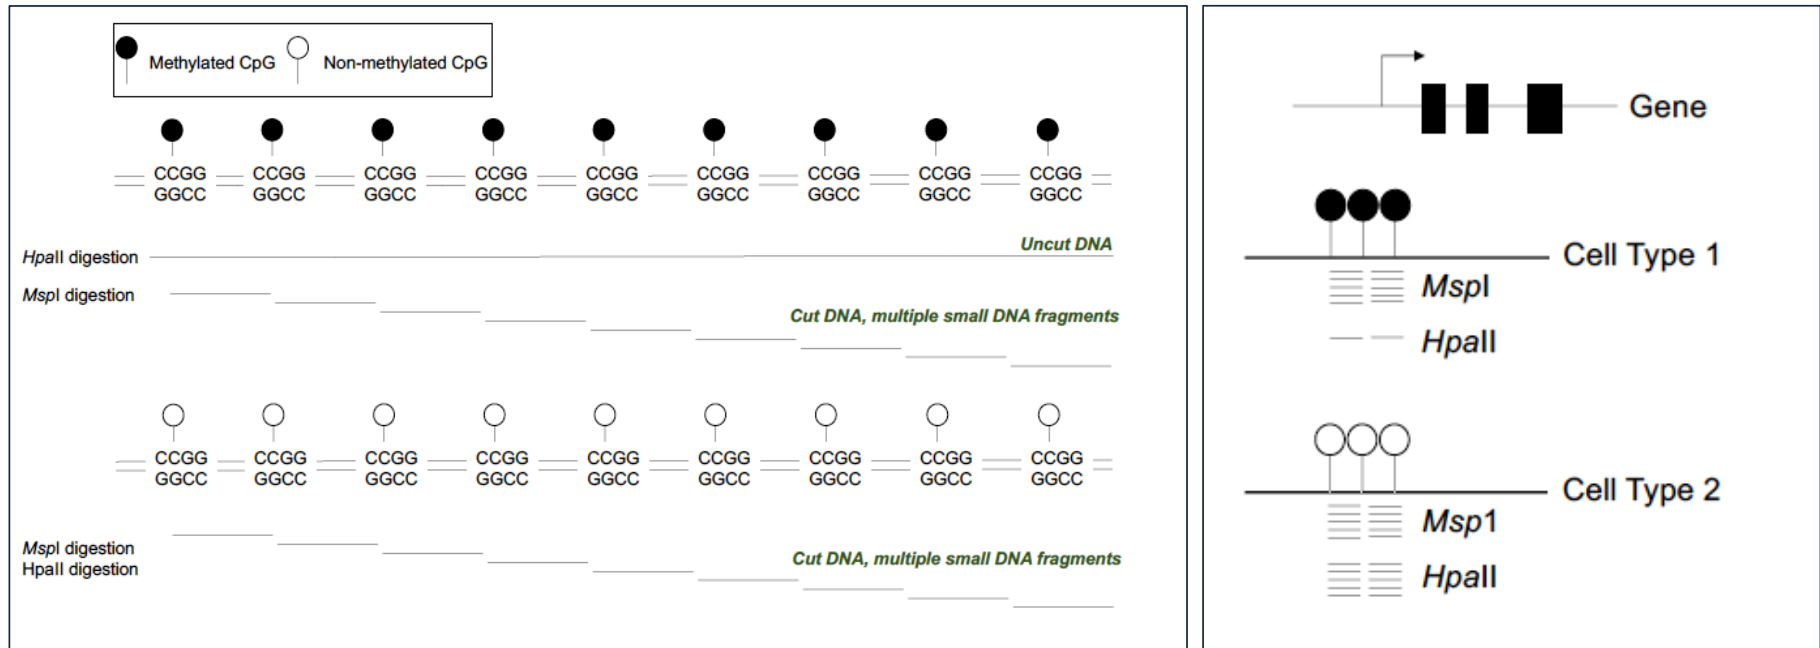 Methylated CpG Non-methylated CpG
CCGG CCGG CCGG CCGG CCGG CCGG CCGG CCGG CCGG
GGCC GGCC GGCC GGCC GGCC GGCC GGCC GGCC GGCC
Uncut DNA
HpaII digestion
MspI digestion
Cut DNA, multiple small DNA fragments
CCGG CCGG CCGG CCGG CCGG CCGG CCGG CCGG CCGG
GGCC GGCC GGCC GGCC GGCC GGCC GGCC GGCC GGCC
MspI digestion
HpaII digestion
Cut DNA, multiple small DNA fragments
Gene
Cell Type 1
MspI
HpaII
Cell Type 2
Msp1
HpaII